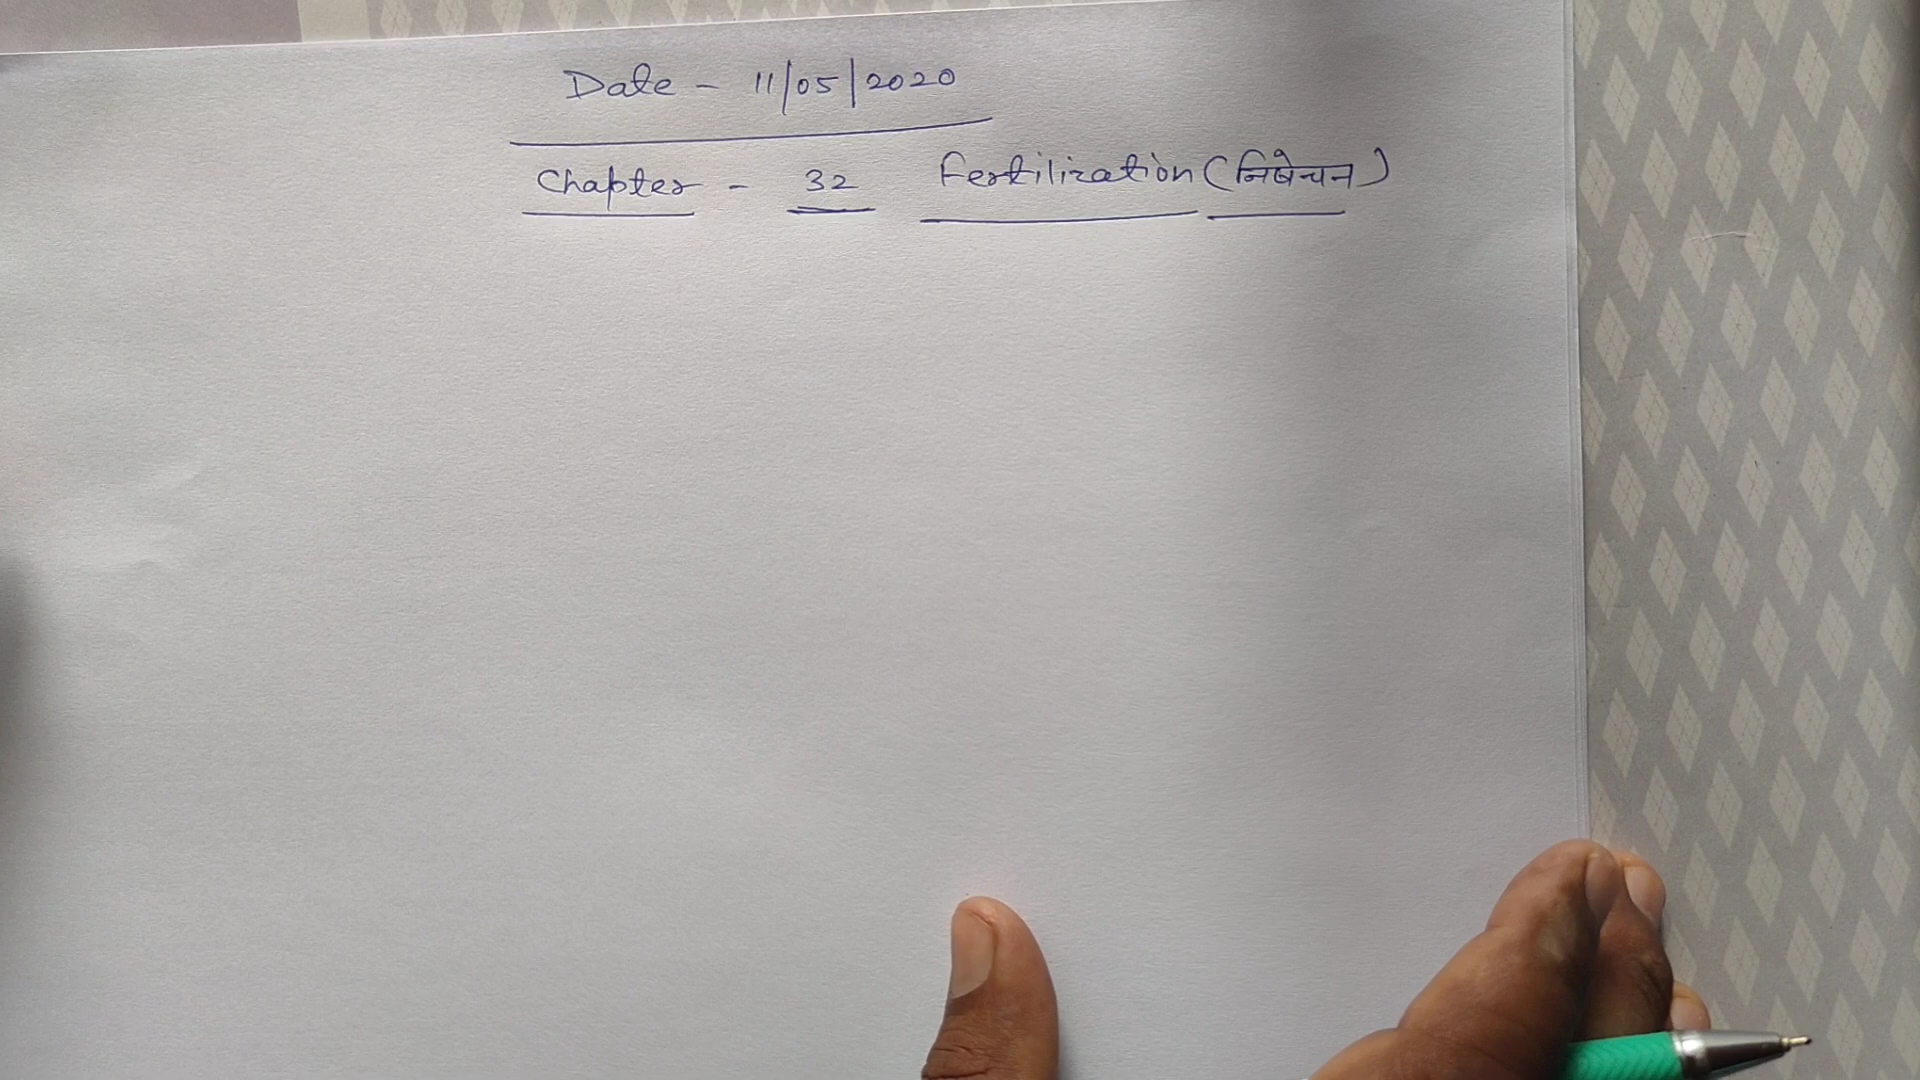 Date - 11/05/2020
Chapter - 32 Fertilization (निषेचन)